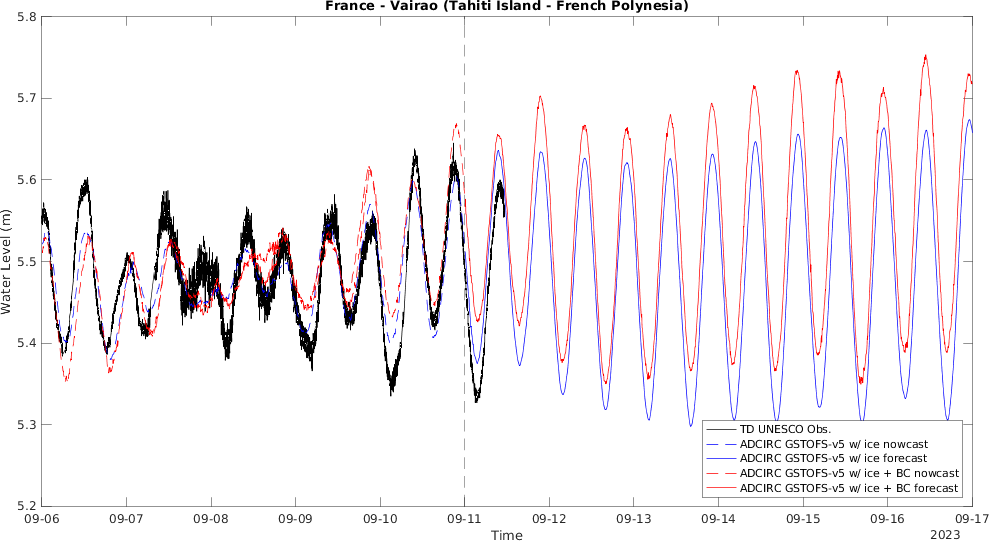 France - Vairao (Tahiti Island - French Polynesia)
5.8
5.7
5.6
5.5
5.4
5.3
5.2
Water Level (m)
TD UNESCO Obs.
ADCIRC GSTOFS-v5 w/ ice nowcast
ADCIRC GSTOFS-v5 w/ ice forecast
ADCIRC GSTOFS-v5 w/ ice + BC nowcast
ADCIRC GSTOFS-v5 w/ ice + BC forecast
09-06 09-07 09-08 09-09 09-10 09-11 09-12 09-13 09-14 09-15 09-16 09-17
Time
2023